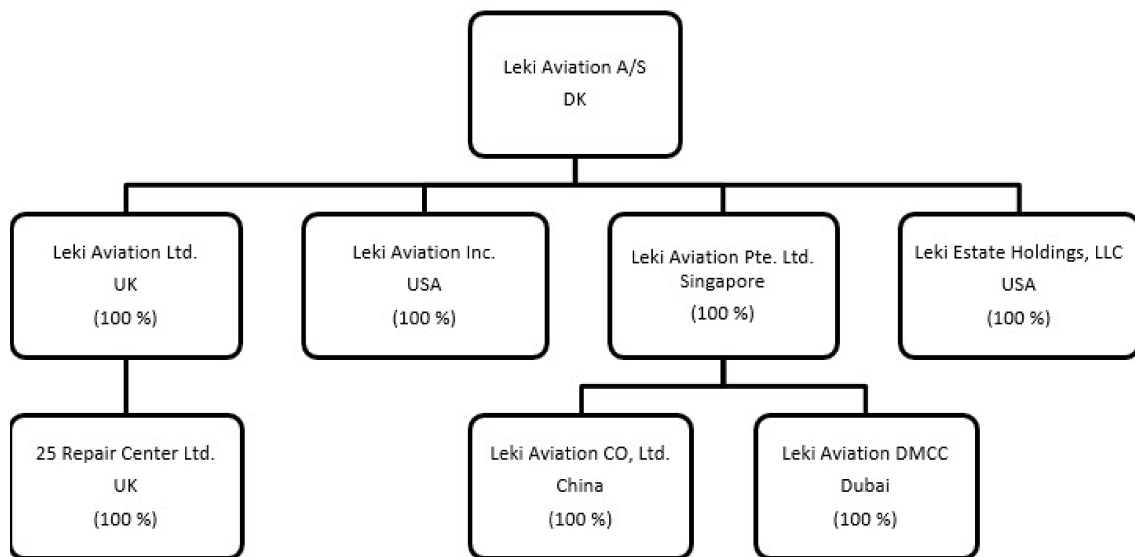 Leki Aviation A/S
DK
Leki Aviation Ltd.
UK
(100 %)
Leki Aviation Inc.
USA
(100 %)
Leki Aviation Pte. Ltd.
Singapore
(100 %)
Leki Estate Holdings, LLC
USA
(100 %)
25 Repair Center Ltd.
UK
(100 %)
Leki Aviation CO, Ltd.
China
(100 %)
Leki Aviation DMCC
Dubai
(100 %)